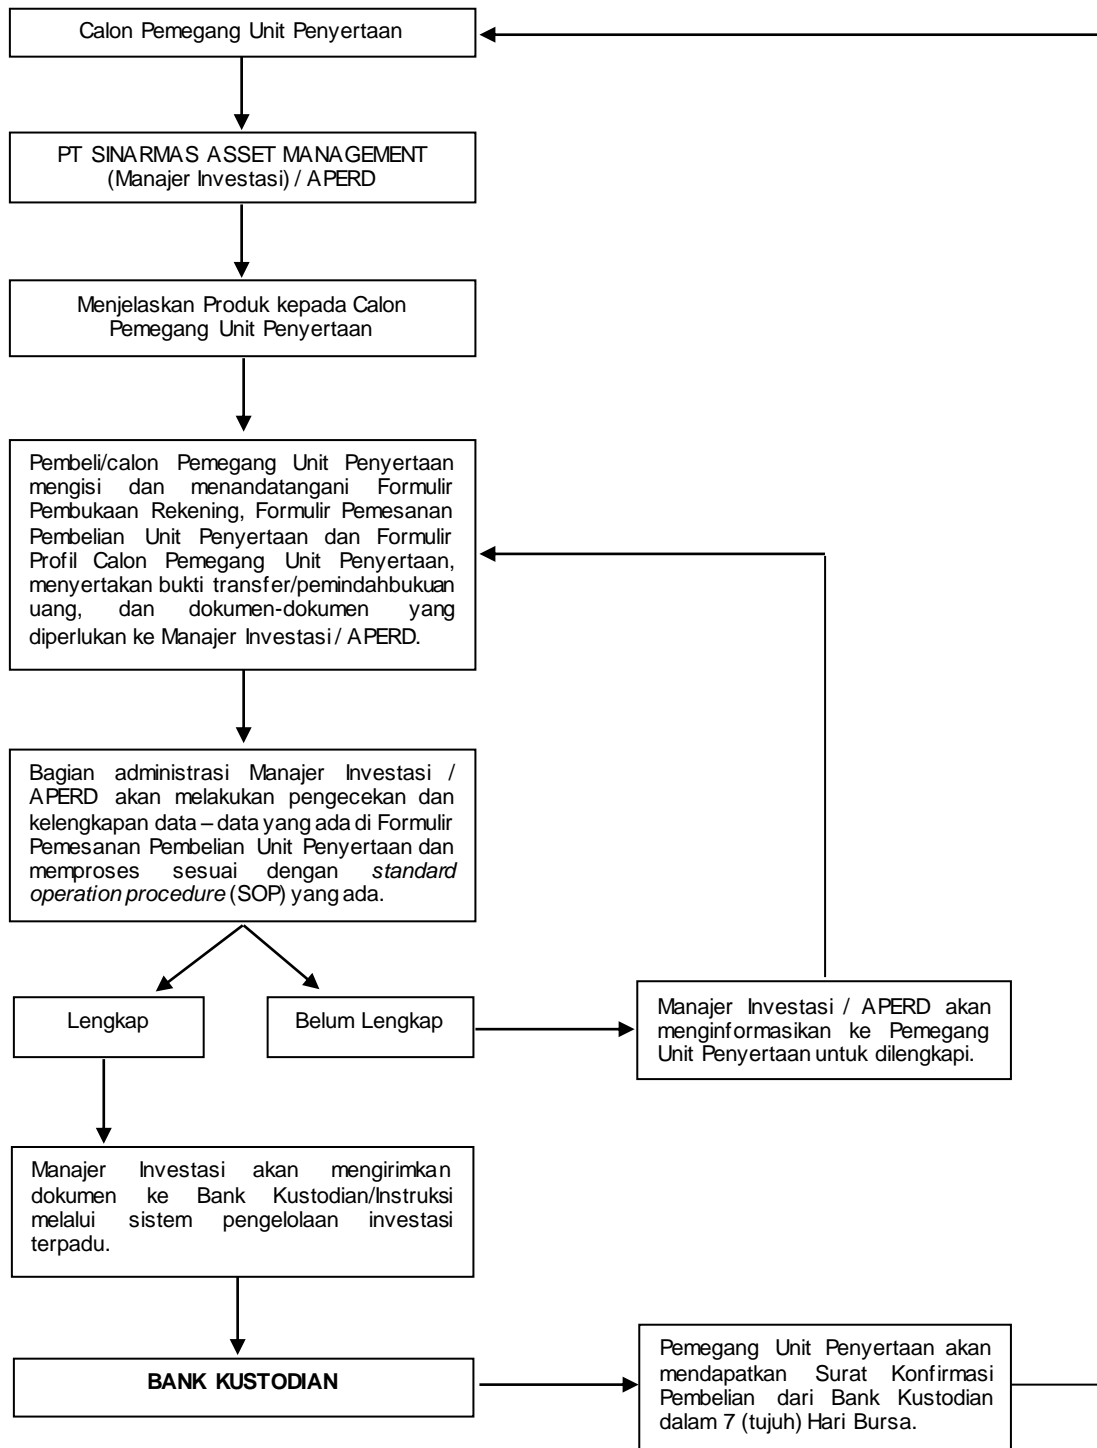 Calon Pemegang Unit Penyertaan
PT SINARMAS ASSET MANAGEMENT
(Manajer Investasi) / APERD
Menjelaskan Produk kepada Calon
Pemegang Unit Penyertaan
Pembeli/calon Pemegang Unit Penyertaan
mengisi dan menandatangani Formulir
Pembukaan Rekening, Formulir Pemesanan
Pembelian Unit Penyertaan dan Formulir
Profil Calon Pemegang Unit Penyertaan,
menyertakan bukti transfer/pemindahbukuan
uang, dan dokumen-dokumen yang
diperlukan ke Manajer Investasi / APERD.
Bagian administrasi Manajer Investasi /
APERD akan melakukan pengecekan dan
kelengkapan data – data yang ada di Formulir
Pemesanan Pembelian Unit Penyertaan dan
memproses sesuai dengan standard
operation procedure (SOP) yang ada.
Lengkap
Belum Lengkap
Manajer Investasi / APERD akan
menginformasikan ke Pemegang
Unit Penyertaan untuk dilengkapi.
Manajer Investasi akan mengirimkan
dokumen ke Bank Kustodian/Instruksi
melalui sistem pengelolaan investasi
terpadu.
BANK KUSTODIAN
Pemegang Unit Penyertaan akan
mendapatkan Surat Konfirmasi
Pembelian dari Bank Kustodian
dalam 7 (tujuh) Hari Bursa.